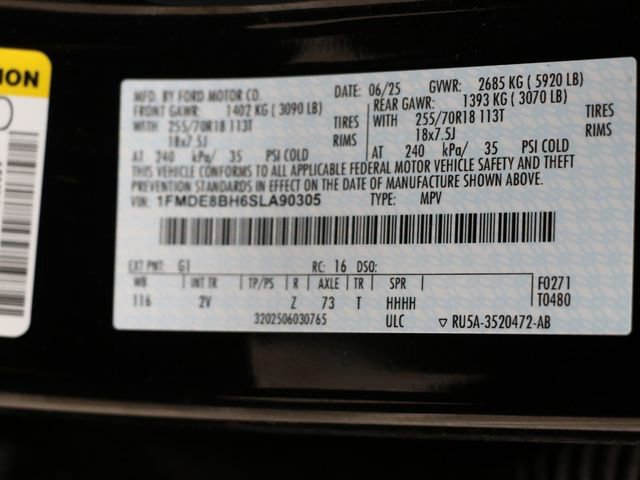 ION
MFD. BY FORD MOTOR CO.
DATE: 06/25 GVWR: 2685 KG ( 5920 LB)
FRONT GAWR: 1402 KG ( 3090 LB) REAR GAWR: 1393 KG ( 3070 LB)
WITH 255/70R18 113T TIRES WITH 255/70R18 113T TIRES
18x7.5J RIMS 18x7.5J RIMS
AT 240 kPa/ 35 PSI COLD AT 240 kPa/ 35 PSI COLD
THIS VEHICLE CONFORMS TO ALL APPLICABLE FEDERAL MOTOR VEHICLE SAFETY AND THEFT
PREVENTION STANDARDS IN EFFECT ON THE DATE OF MANUFACTURE SHOWN ABOVE.
VIN: 1FMDE8BH6SLA90305 TYPE: MPV
EXT PNT: G1 RC: 16 DSO:
WB INT TR TP/PS R AXLE TR SPR F0271
116 2V Z 73 T HHHH T0480
3202506030765 ULC ▽ RU5A-3520472-AB